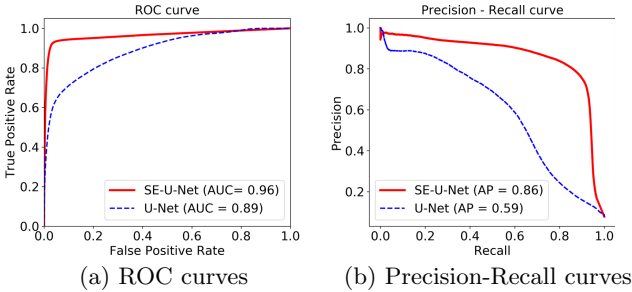 ROC curve
True Positive Rate
1.0
0.8
0.6
0.4
0.2
0.0
0.0 0.2 0.4 0.6 0.8 1.0
False Positive Rate
SE-U-Net (AUC= 0.96)
U-Net (AUC = 0.89)
(a) ROC curves
Precision - Recall curve
Precision
1.0
0.8
0.6
0.4
0.2
0.0 0.2 0.4 0.6 0.8 1.0
Recall
SE-U-Net (AP = 0.86)
U-Net (AP = 0.59)
(b) Precision-Recall curves